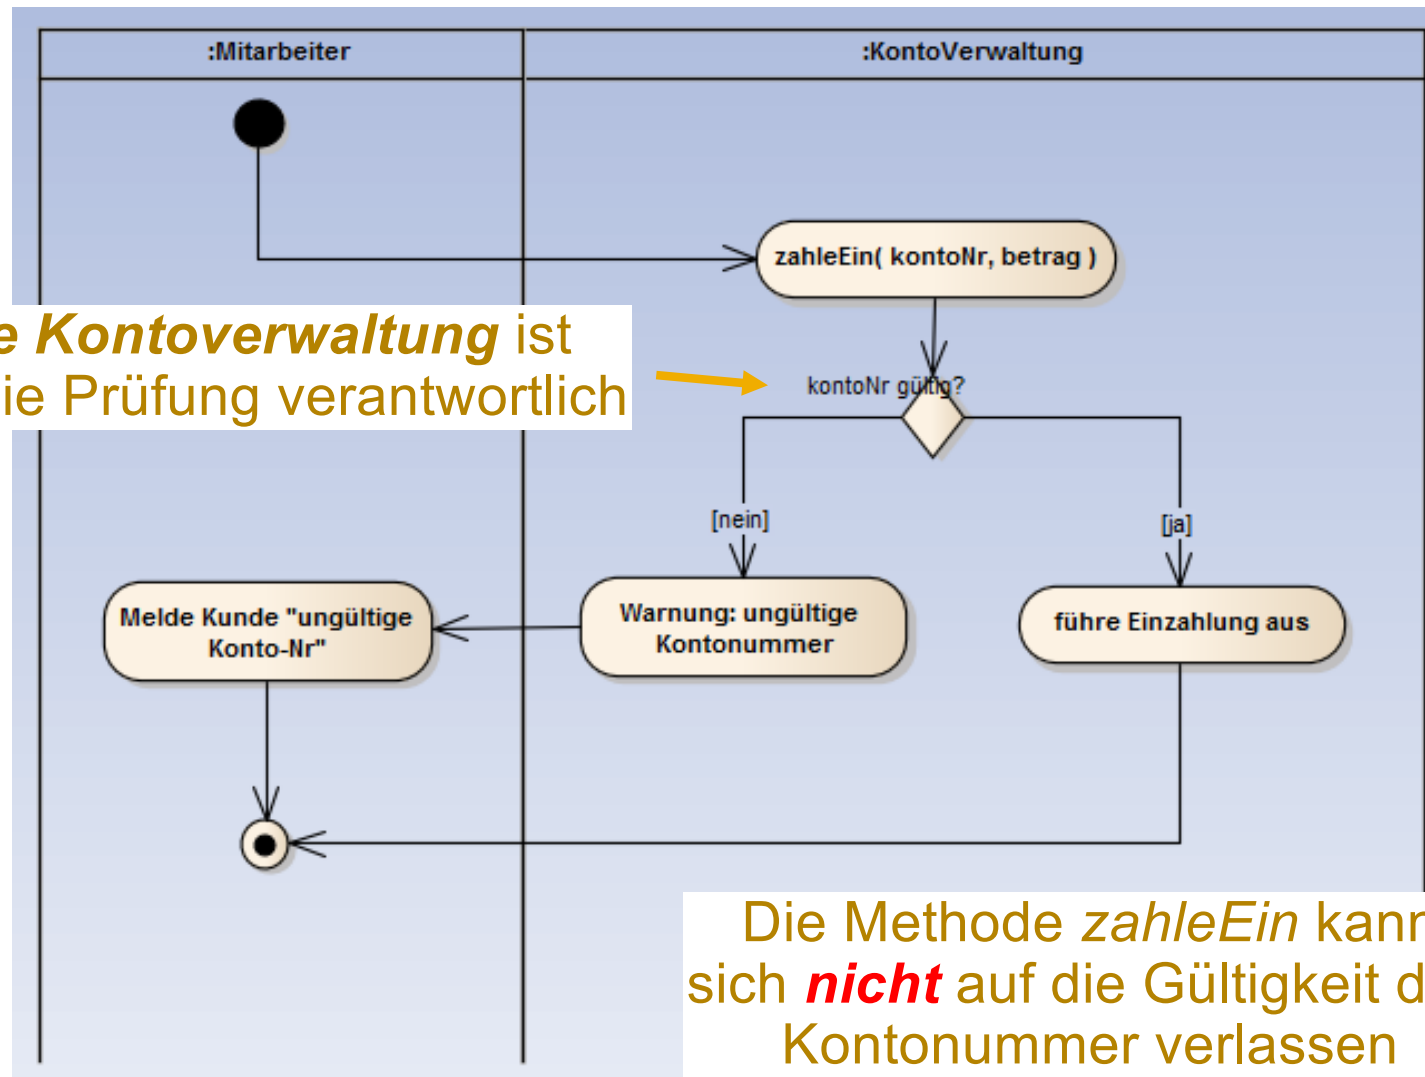 :Mitarbeiter
:KontoVerwaltung
zahleEin( kontoNr, betrag )
e Kontoverwaltung ist
ie Prüfung verantwortlich
kontoNr gültig?
[nein]
[ja]
Melde Kunde "ungültige
Konto-Nr"
Warnung: ungültige
Kontonummer
führe Einzahlung aus
Die Methode zahleEin
sich nicht auf die Gültigkeit d
Kontonummer verlassen